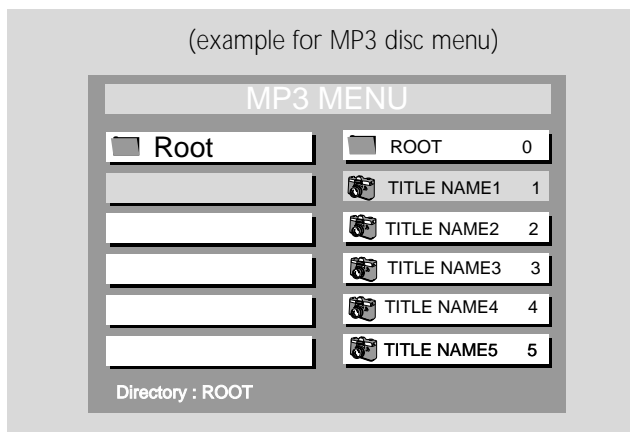 (example for MP3 disc menu)
MP3 MENU
Root
ROOT 0
TITLE NAME1 1
TITLE NAME2 2
TITLE NAME3 3
TITLE NAME4 4
TITLE NAME5 5
Directory : ROOT